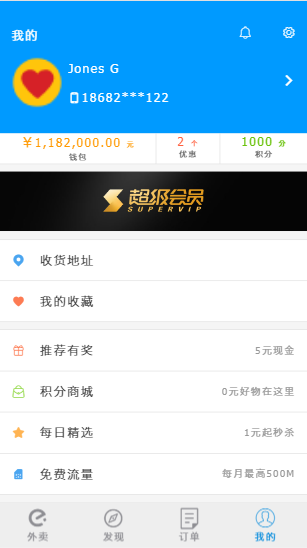 我的
Jones G
18682***122
¥1,182,000.00 元
钱包
2 个
优惠
1000 分
积分
超级会员
SUPERVIP
收货地址
我的收藏
推荐有奖 5元现金
积分商城 0元好物在这里
每日精选 1元起秒杀
免费流量 每月最高500M
外卖 发现 订单 我的